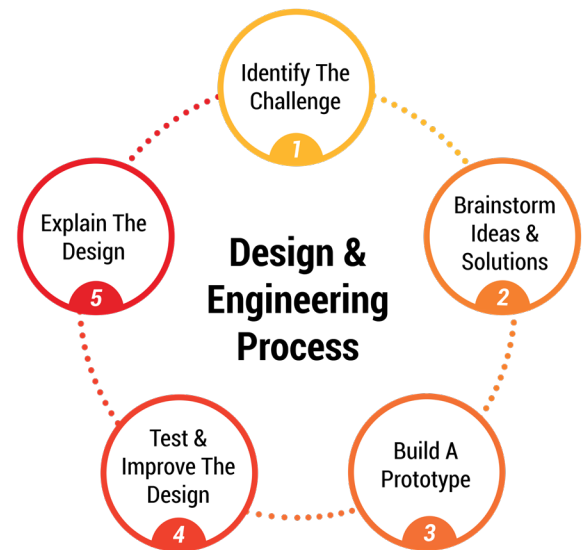 Identify The
Challenge
1
Brainstorm
Ideas &
Solutions
2
Build A
Prototype
3
Test &
Improve The
Design
4
Explain The
Design
5
Design &
Engineering
Process